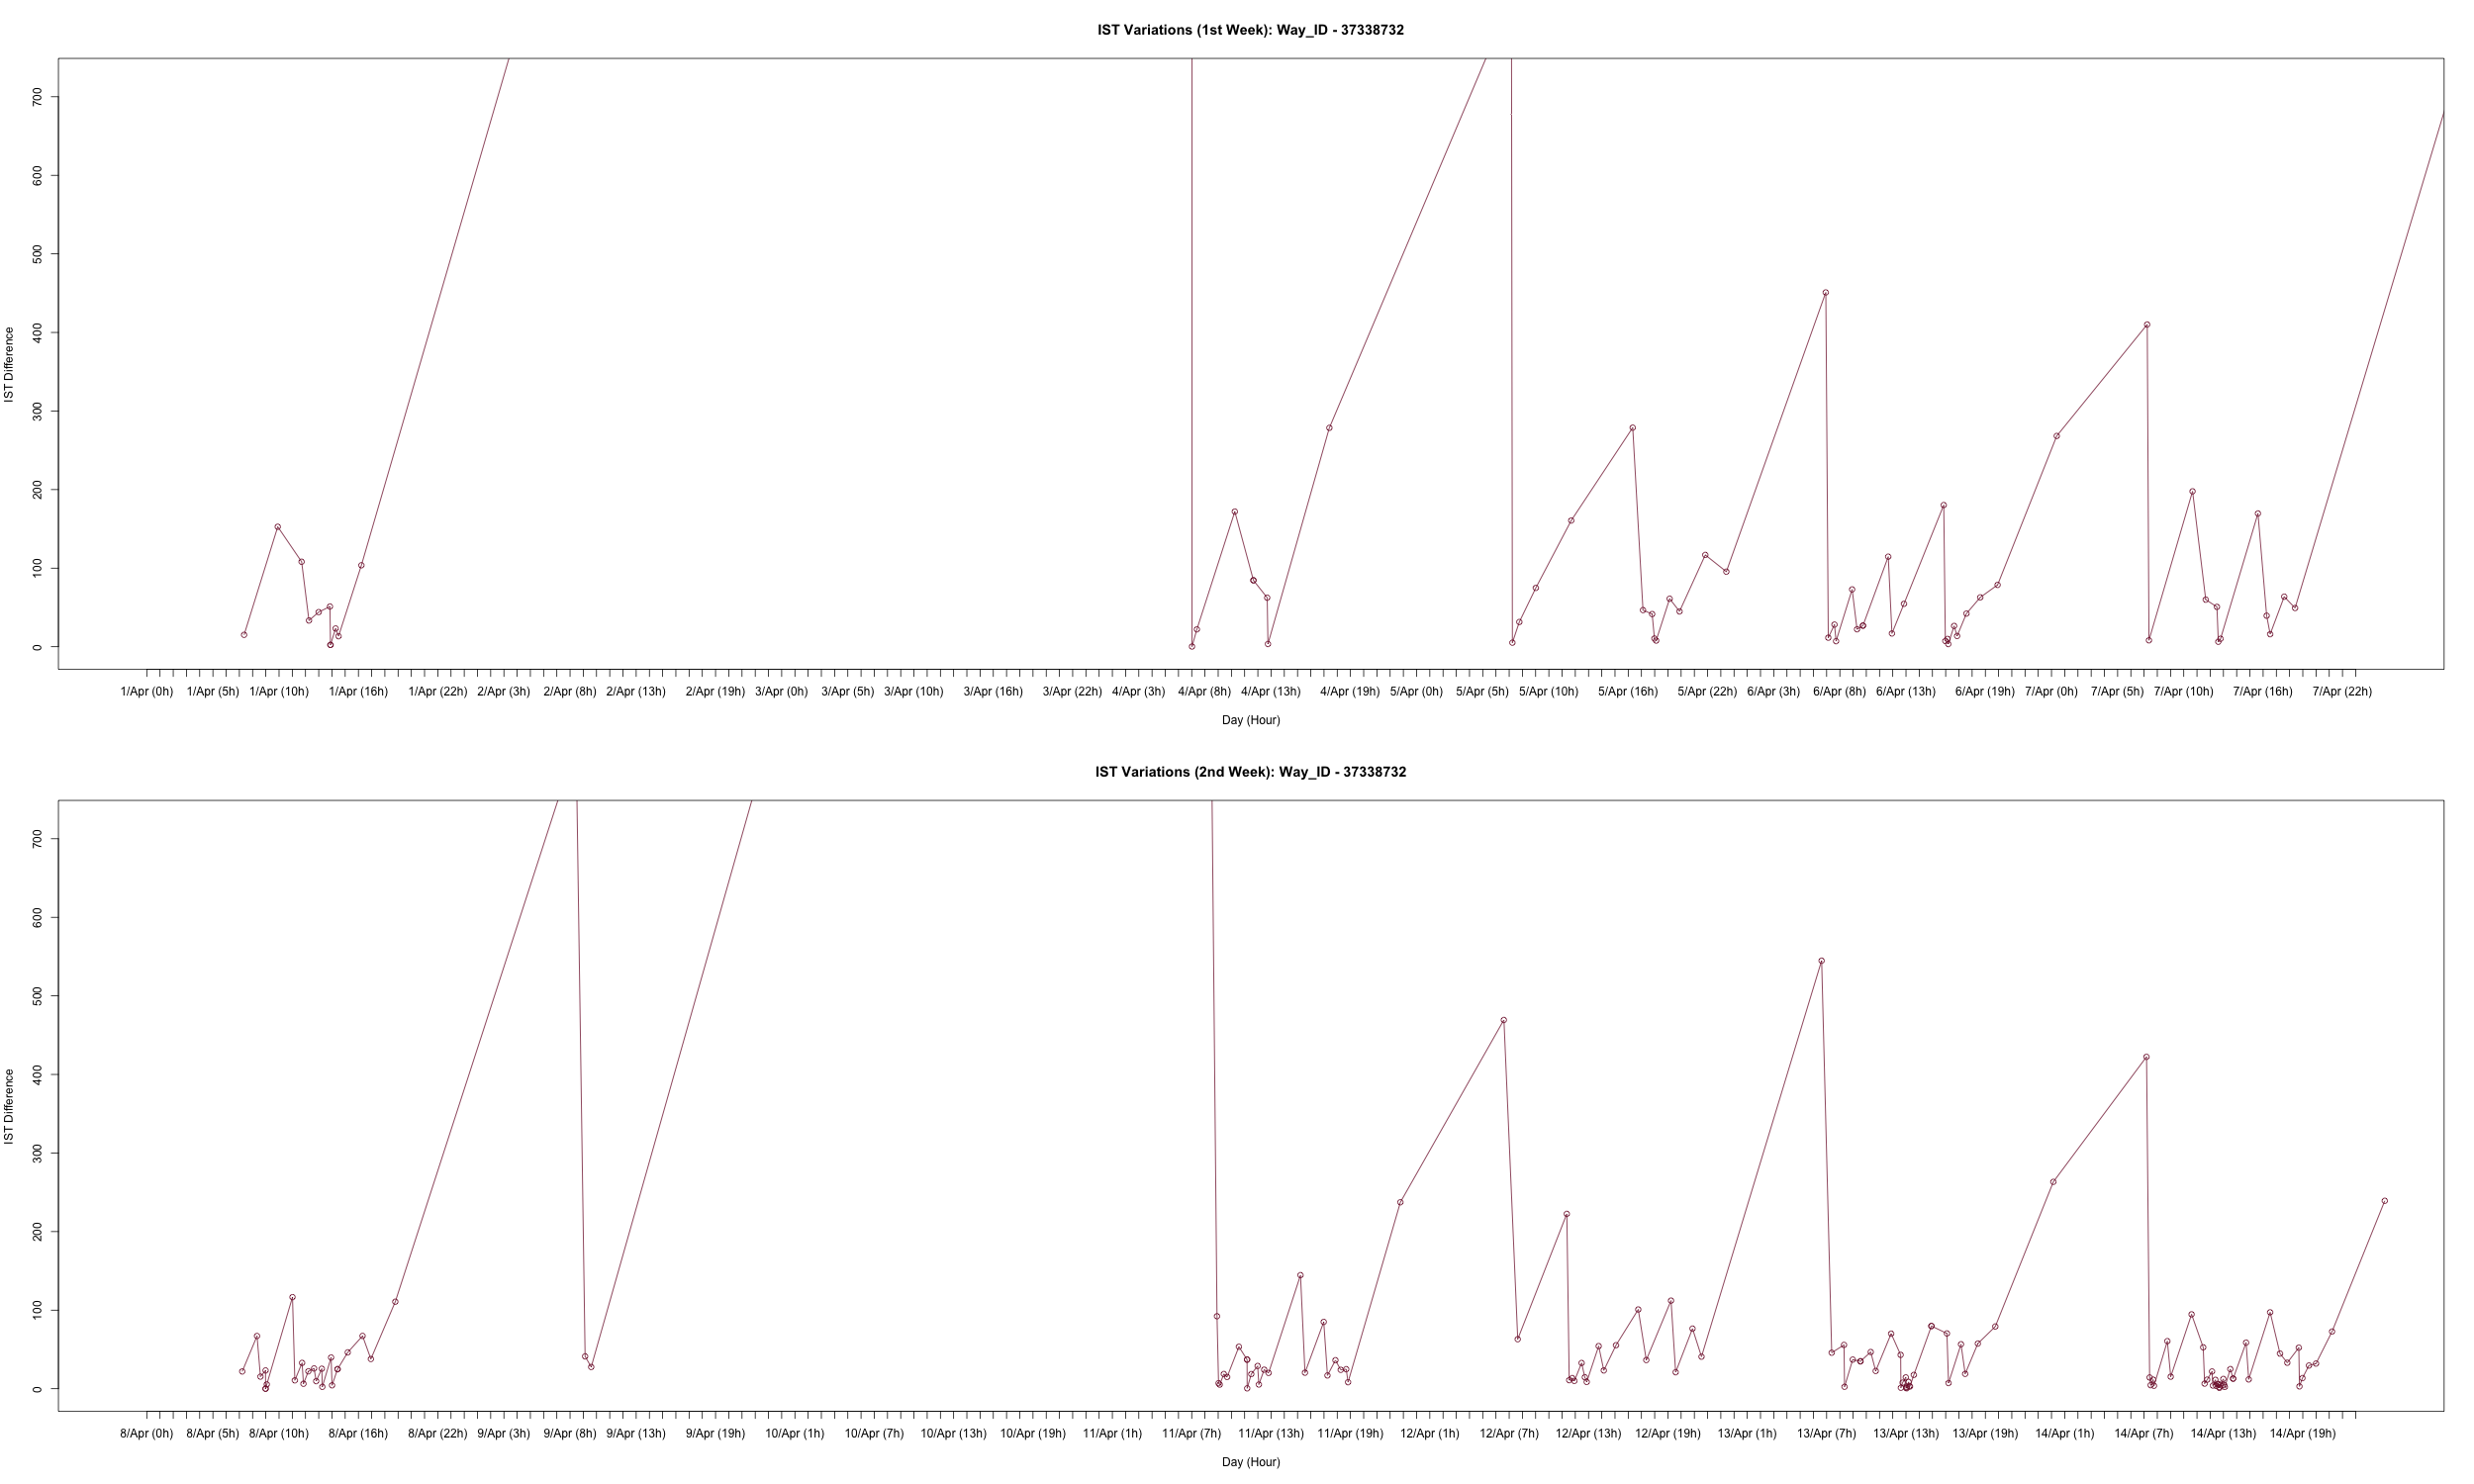 IST Variations (1st Week): Way_ID - 37338732
IST Difference
700
600
500
400
300
200
100
0
1/Apr (0h) 1/Apr (5h) 1/Apr (10h) 1/Apr (16h) 1/Apr (22h) 2/Apr (3h) 2/Apr (8h) 2/Apr (13h) 2/Apr (19h) 3/Apr (0h) 3/Apr (5h) 3/Apr (10h) 3/Apr (16h) 3/Apr (22h) 4/Apr (3h) 4/Apr (8h) 4/Apr (13h) 4/Apr (19h) 5/Apr (0h) 5/Apr (5h) 5/Apr (10h) 5/Apr (16h) 5/Apr (22h) 6/Apr (3h) 6/Apr (8h) 6/Apr (13h) 6/Apr (19h) 7/Apr (0h) 7/Apr (5h) 7/Apr (10h) 7/Apr (16h) 7/Apr (22h)
Day (Hour)
IST Variations (2nd Week): Way_ID - 37338732
IST Difference
700
600
500
400
300
200
100
0
8/Apr (0h) 8/Apr (5h) 8/Apr (10h) 8/Apr (16h) 8/Apr (22h) 9/Apr (3h) 9/Apr (8h) 9/Apr (13h) 9/Apr (19h) 10/Apr (1h) 10/Apr (7h) 10/Apr (13h) 10/Apr (19h) 11/Apr (1h) 11/Apr (7h) 11/Apr (13h) 11/Apr (19h) 12/Apr (1h) 12/Apr (7h) 12/Apr (13h) 12/Apr (19h) 13/Apr (1h) 13/Apr (7h) 13/Apr (13h) 13/Apr (19h) 14/Apr (1h) 14/Apr (7h) 14/Apr (13h) 14/Apr (19h)
Day (Hour)